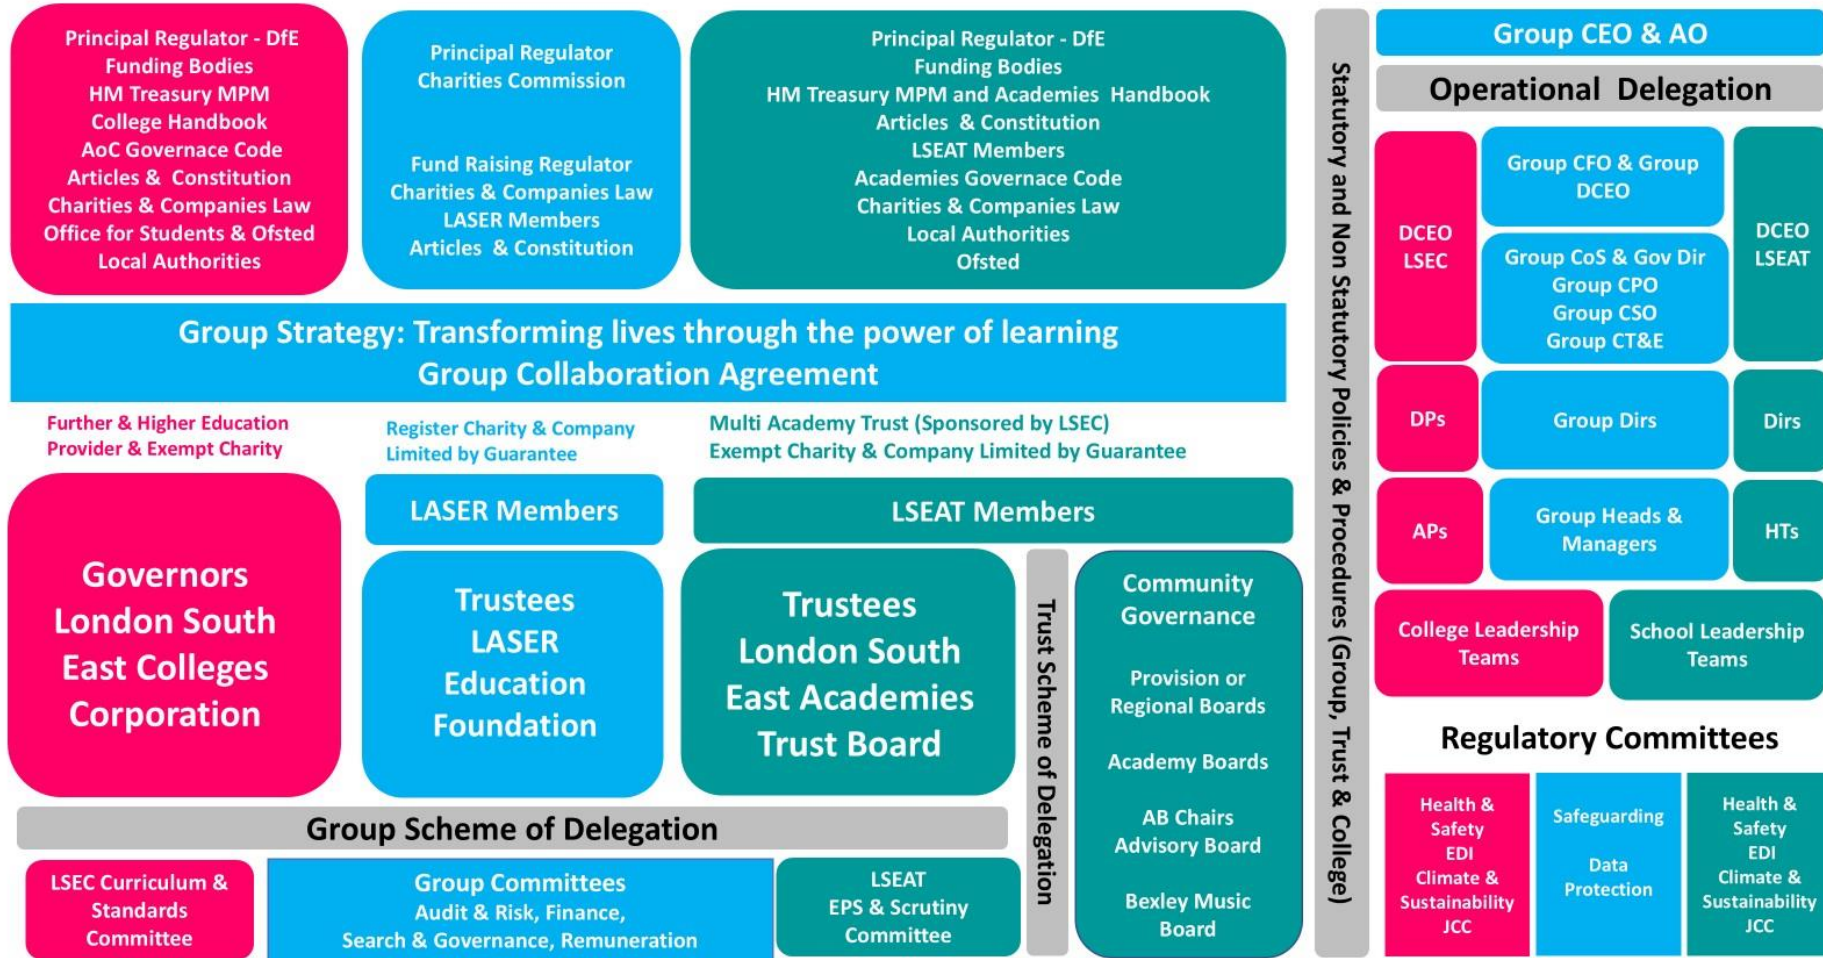 Principal Regulator - DfE
Funding Bodies
HM Treasury MPM
College Handbook
AoC Governace Code
Articles & Constitution
Charities & Companies Law
Office for Students & Ofsted
Local Authorities
Principal Regulator
Charities Commission
Fund Raising Regulator
Charities & Companies Law
LASER Members
Articles & Constitution
Principal Regulator - DfE
Funding Bodies
HM Treasury MPM and Academies Handbook
Articles & Constitution
LSEAT Members
Academies Governace Code
Charities & Companies Law
Local Authorities
Ofsted
Group Strategy: Transforming lives through the power of learning
Group Collaboration Agreement
Further & Higher Education
Provider & Exempt Charity
Register Charity & Company
Limited by Guarantee
Multi Academy Trust (Sponsored by LSEC)
Exempt Charity & Company Limited by Guarantee
Governors
London South
East Colleges
Corporation
LASER Members
Trustees
LASER
Education
Foundation
LSEAT Members
Trustees
London South
East Academies
Trust Board
Trust Scheme of Delegation
Community
Governance
Provision or
Regional Boards
Academy Boards
AB Chairs
Advisory Board
Bexley Music
Board
Group Scheme of Delegation
LSEC Curriculum &
Standards
Committee
Group Committees
Audit & Risk, Finance,
Search & Governance, Remuneration
LSEAT
EPS & Scrutiny
Committee
Statutory and Non Statutory Policies & Procedures (Group, Trust & College)
Group CEO & AO
Operational Delegation
DCEO
LSEC
Group CFO & Group
DCEO
Group CoS & Gov Dir
Group CPO
Group CSO
Group CT&E
DCEO
LSEAT
DPs
Group Dirs
Dirs
APs
Group Heads &
Managers
HTs
College Leadership
Teams
School Leadership
Teams
Regulatory Committees
Health &
Safety
EDI
Climate &
Sustainability
JCC
Safeguarding
Data
Protection
Health &
Safety
EDI
Climate &
Sustainability
JCC